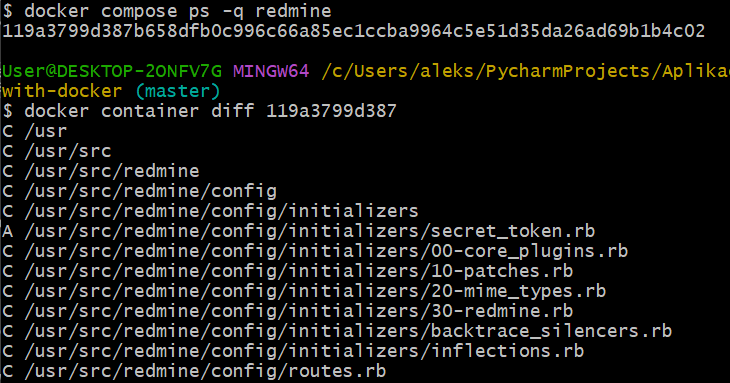 $ docker compose ps -q redmine
119a3799d387b658dfb0c996c66a85ec1ccba9964c5e51d35da26ad69b1b4c02
User@DESKTOP-2ONFV7G MINGW64 /c/Users/aleks/PycharmProjects/Aplikac
with-docker (master)
$ docker container diff 119a3799d387
C /usr
C /usr/src
C /usr/src/redmine
C /usr/src/redmine/config
C /usr/src/redmine/config/initializers
A /usr/src/redmine/config/initializers/secret_token.rb
C /usr/src/redmine/config/initializers/00-core_plugins.rb
C /usr/src/redmine/config/initializers/10-patches.rb
C /usr/src/redmine/config/initializers/20-mime_types.rb
C /usr/src/redmine/config/initializers/30-redmine.rb
C /usr/src/redmine/config/initializers/backtrace_silencers.rb
C /usr/src/redmine/config/initializers/inflections.rb
C /usr/src/redmine/config/routes.rb